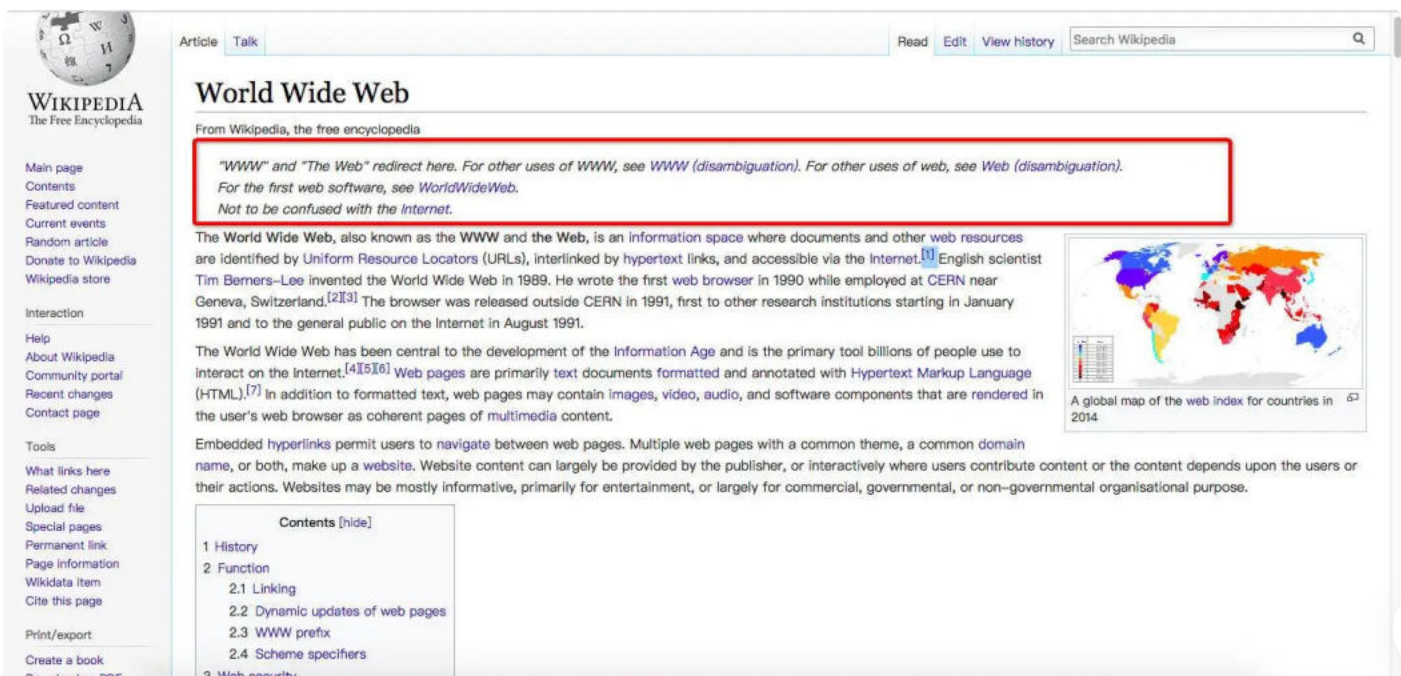 WIKIPEDIA
The Free Encyclopedia
Main page
Contents
Featured content
Current events
Random article
Donate to Wikipedia
Wikipedia store
Interaction
Help
About Wikipedia
Community portal
Recent changes
Contact page
Tools
What links here
Related changes
Upload file
Special pages
Permanent link
Page information
Wikidata item
Cite this page
Print/export
Create a book
Article Talk
Read Edit View history Search Wikipedia
World Wide Web
From Wikipedia, the free encyclopedia
"WWW" and "The Web" redirect here. For other uses of WWW, see WWW (disambiguation). For other uses of web, see Web (disambiguation).
For the first web software, see WorldWideWeb.
Not to be confused with the Internet.
The World Wide Web, also known as the WWW and the Web, is an information space where documents and other web resources
are identified by Uniform Resource Locators (URLs), interlinked by hypertext links, and accessible via the Internet.[1] English scientist
Tim Berners–Lee invented the World Wide Web in 1989. He wrote the first web browser in 1990 while employed at CERN near
Geneva, Switzerland.[2][3] The browser was released outside CERN in 1991, first to other research institutions starting in January
1991 and to the general public on the Internet in August 1991.
The World Wide Web has been central to the development of the Information Age and is the primary tool billions of people use to
interact on the Internet.[4][5][6] Web pages are primarily text documents formatted and annotated with Hypertext Markup Language
(HTML).[7] In addition to formatted text, web pages may contain images, video, audio, and software components that are rendered in
the user's web browser as coherent pages of multimedia content.
Embedded hyperlinks permit users to navigate between web pages. Multiple web pages with a common theme, a common domain
name, or both, make up a website. Website content can largely be provided by the publisher, or interactively where users contribute content or the content depends upon the users or
their actions. Websites may be mostly informative, primarily for entertainment, or largely for commercial, governmental, or non–governmental organisational purpose.
A global map of the web index for countries in
2014
Contents [hide]
1 History
2 Function
2.1 Linking
2.2 Dynamic updates of web pages
2.3 WWW prefix
2.4 Scheme specifiers